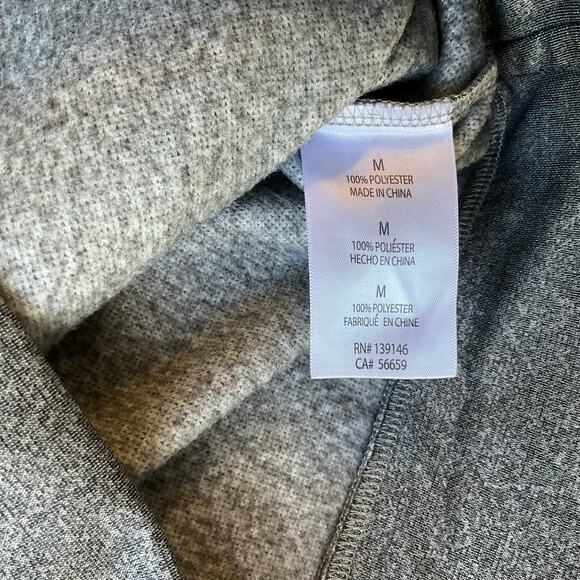 M
100% POLYESTER
MADE IN CHINA
M
100% POLIÉSTER
HECHO EN CHINA
M
100% POLYESTER
FABRIQUÉ EN CHINE
RN# 139146
CA# 56659